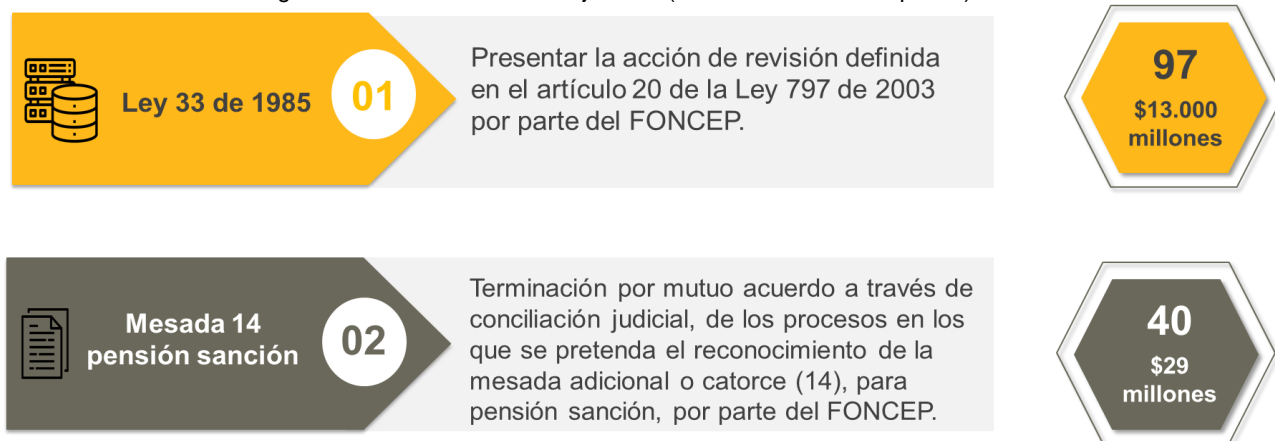 Ley 33 de 1985
01
Presentar la acción de revisión definida
en el artículo 20 de la Ley 797 de 2003
por parte del FONCEP.
97
$13.000
millones
Mesada 14
pensión sanción
02
Terminación por mutuo acuerdo a través de
conciliación judicial, de los procesos en los
que se pretenda el reconocimiento de la
mesada adicional o catorce (14), para
pensión sanción, por parte del FONCEP.
40
$29
millones